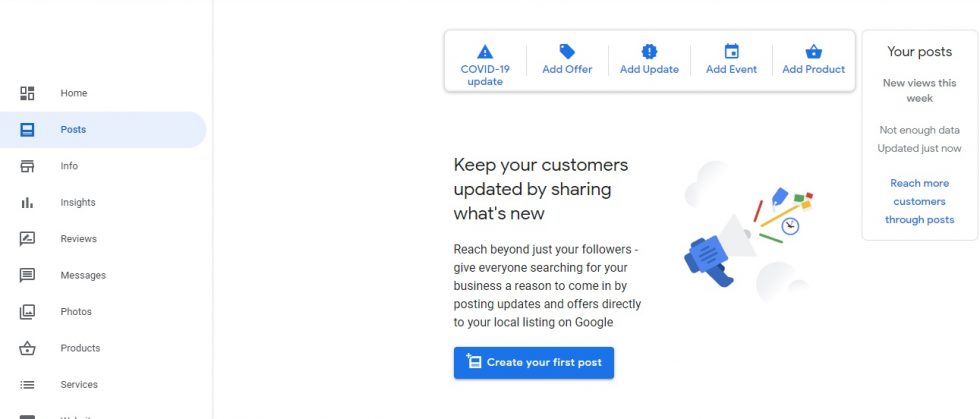 Home
Posts
Info
Insights
Reviews
Messages
Photos
Products
Services
COVID-19
update
Add Offer
Add Update
Add Event
Add Product
Keep your customers
updated by sharing
what's new
Reach beyond just your followers -
give everyone searching for your
business a reason to come in by
posting updates and offers directly
to your local listing on Google
Create your first post
Your posts
New views this
week
Not enough data
Updated just now
Reach more
customers
through posts